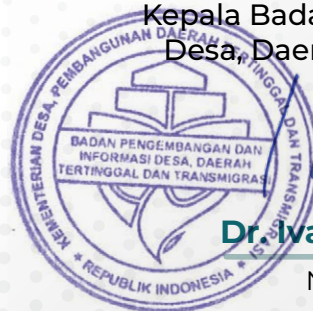 Kepala Bada
Desa, Daer
KEMENTERIAN DESA, PEMBANGUNAN DAERAH TERTINGGAL DAN TRANSMIGRASI
BADAN PENGEMBANGAN DAN
INFORMASI DESA, DAERAH
TERTINGGAL DAN TRANSMIGRASI
★ REPUBLIK INDONESIA ★
Dr. Iva
N